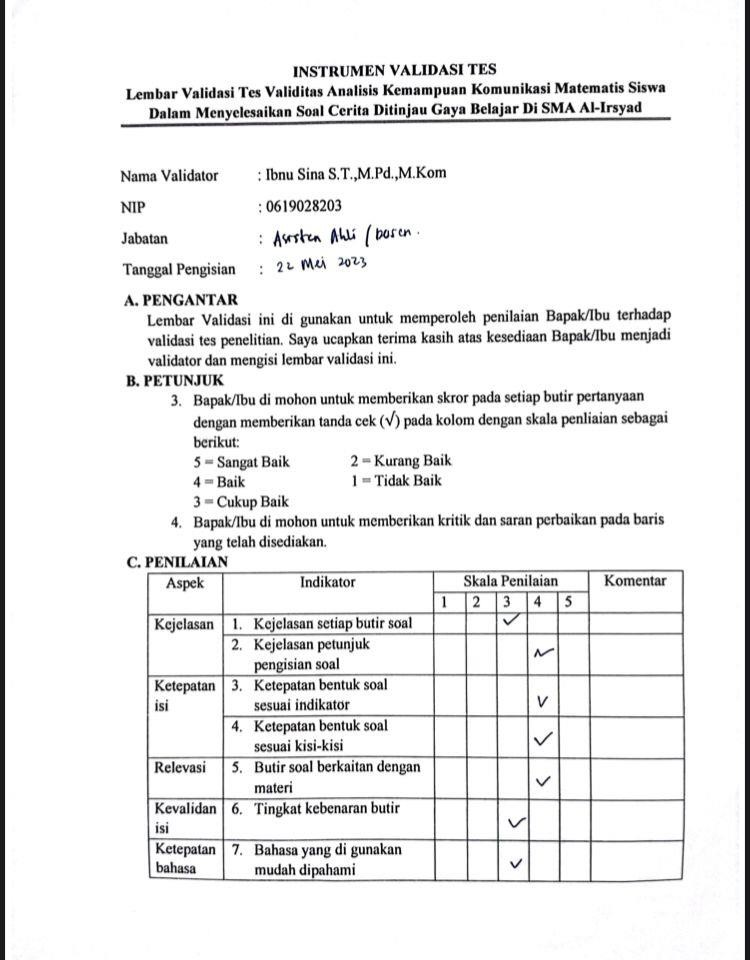 INSTRUMEN VALIDASI TES
Lembar Validasi Tes Validitas Analisis Kemampuan Komunikasi Matematis Siswa
Dalam Menyelesaikan Soal Cerita Ditinjau Gaya Belajar Di SMA Al-Irsyad
Nama Validator : Ibnu Sina S.T.,M.Pd.,M.Kom
NIP : 0619028203
Jabatan : Asisten Ahli / Dosen.
Tanggal Pengisian : 22 Mei 2023
A. PENGANTAR
Lembar Validasi ini di gunakan untuk memperoleh penilaian Bapak/Ibu terhadap
validasi tes penelitian. Saya ucapkan terima kasih atas kesediaan Bapak/Ibu menjadi
validator dan mengisi lembar validasi ini.
B. PETUNJUK
3. Bapak/Ibu di mohon untuk memberikan skror pada setiap butir pertanyaan
dengan memberikan tanda cek (√) pada kolom dengan skala penliaian sebagai
berikut:
5 = Sangat Baik 2 = Kurang Baik
4 = Baik 1 = Tidak Baik
3 = Cukup Baik
4. Bapak/Ibu di mohon untuk memberikan kritik dan saran perbaikan pada baris
yang telah disediakan.
C. PENILAIAN
Aspek Indikator Skala Penilaian Komentar
1 2 3 4 5
Kejelasan 1. Kejelasan setiap butir soal ✓
2. Kejelasan petunjuk
pengisian soal ✓
Ketepatan 3. Ketepatan bentuk soal
isi sesuai indikator ✓
4. Ketepatan bentuk soal
sesuai kisi-kisi ✓
Relevasi 5. Butir soal berkaitan dengan
materi ✓
Kevalidan 6. Tingkat kebenaran butir
isi ✓
Ketepatan 7. Bahasa yang di gunakan
bahasa mudah dipahami ✓